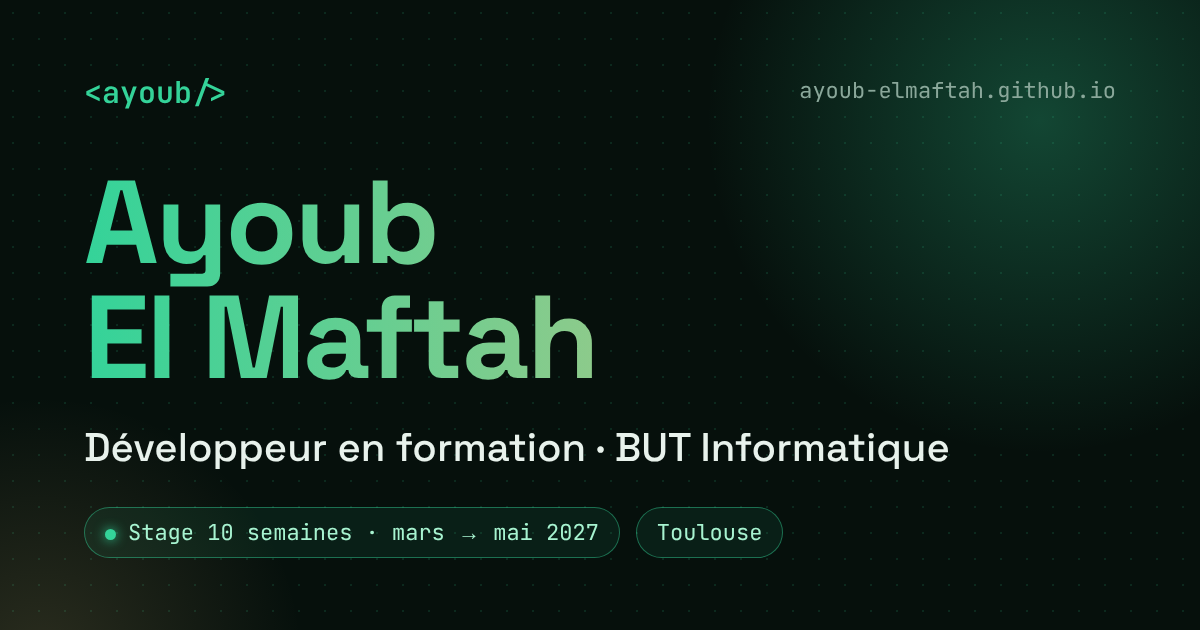 <ayoub/>
ayoub-elmaftah.github.io
Ayoub
El Maftah
Développeur en formation · BUT Informatique
Stage 10 semaines · mars → mai 2027
Toulouse